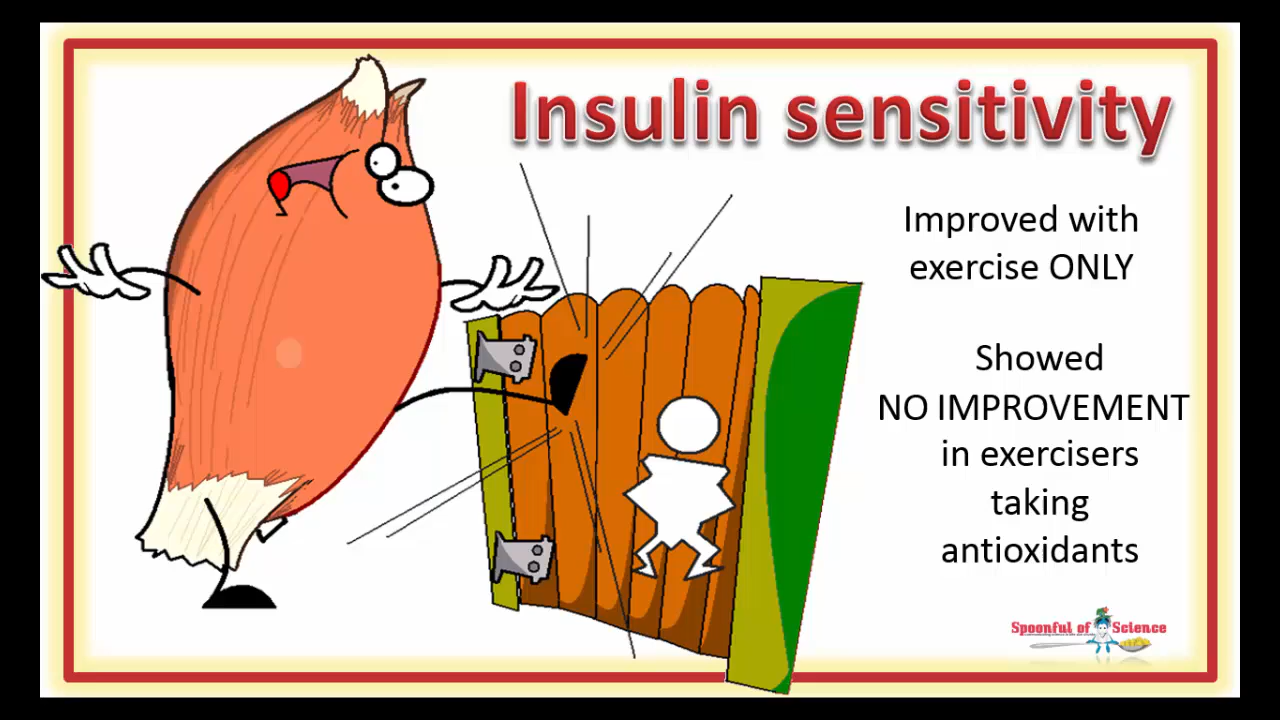 Insulin sensitivity
Improved with
exercise ONLY
Showed
NO IMPROVEMENT
in exercisers
taking
antioxidants
Spoonful of Science